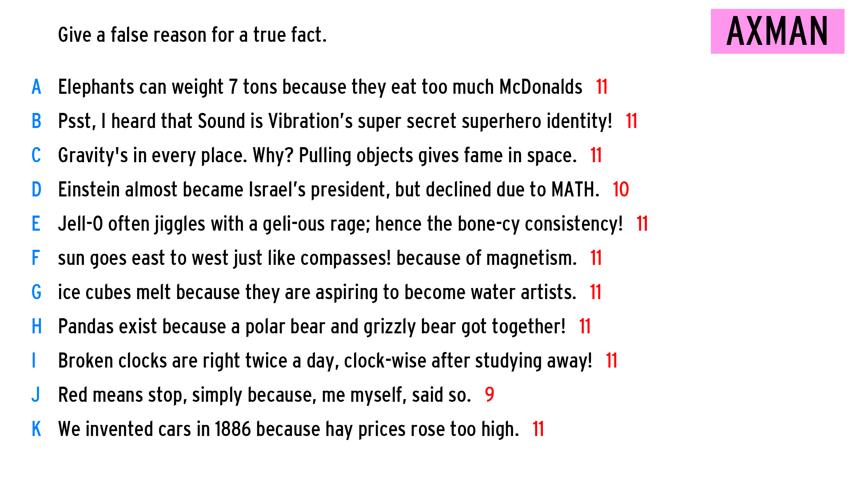 Give a false reason for a true fact.
AXMAN
A Elephants can weight 7 tons because they eat too much McDonalds 11
B Psst, I heard that Sound is Vibration's super secret superhero identity! 11
C Gravity's in every place. Why? Pulling objects gives fame in space. 11
D Einstein almost became Israel's president, but declined due to MATH. 10
E Jell-O often jiggles with a geli-ous rage; hence the bone-cy consistency! 11
F sun goes east to west just like compasses! because of magnetism. 11
G ice cubes melt because they are aspiring to become water artists. 11
H Pandas exist because a polar bear and grizzly bear got together! 11
I Broken clocks are right twice a day, clock-wise after studying away! 11
J Red means stop, simply because, me myself, said so. 9
K We invented cars in 1886 because hay prices rose too high. 11